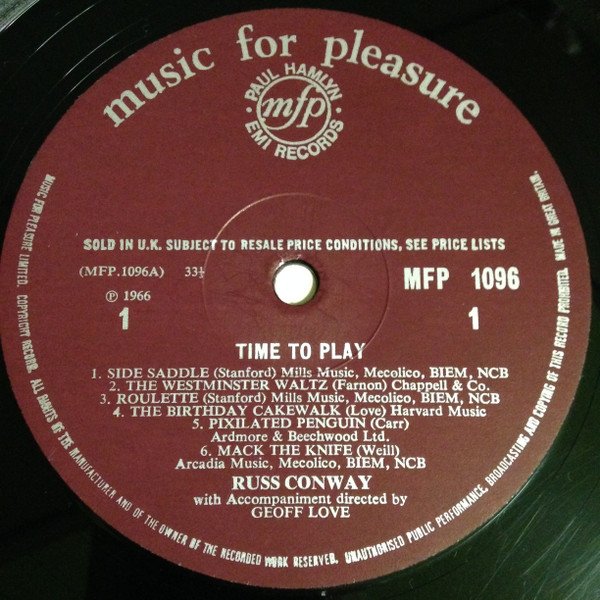 music for pleasure
· PAUL HAMLYN ·
mfp
EMI RECORDS
SOLD IN U.K. SUBJECT TO RESALE PRICE CONDITIONS, SEE PRICE LISTS
(MFP.1096A) 33⅓
MFP 1096
℗ 1966
1
1
TIME TO PLAY
1. SIDE SADDLE (Stanford) Mills Music, Mecolico, BIEM, NCB
2. THE WESTMINSTER WALTZ (Farnon) Chappell & Co.
3. ROULETTE (Stanford) Mills Music, Mecolico, BIEM, NCB
4. THE BIRTHDAY CAKEWALK (Love) Harvard Music
5. PIXILATED PENGUIN (Carr)
Ardmore & Beechwood Ltd.
6. MACK THE KNIFE (Weill)
Arcadia Music, Mecolico, BIEM, NCB
RUSS CONWAY
with Accompaniment directed by
GEOFF LOVE
MUSIC FOR PLEASURE LIMITED. COPYRIGHT RECORD. ALL RIGHTS OF THE MANUFACTURER AND OF THE OWNER OF THE RECORDED WORK RESERVED. UNAUTHORISED PUBLIC PERFORMANCE, BROADCASTING AND COPYING OF THIS RECORD PROHIBITED. MADE IN GREAT BRITAIN.